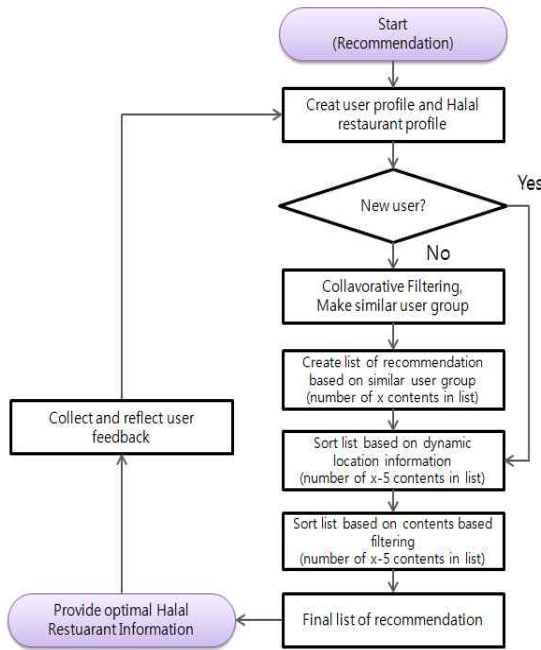 Start
(Recommendation)
Creat user profile and Halal
restaurant profile
New user?
Yes
No
Collavorative Filtering,
Make similar user group
Create list of recommendation
based on similar user group
(number of x contents in list)
Collect and reflect user
feedback
Sort list based on dynamic
location information
(number of x-5 contents in list)
Sort list based on contents based
filtering
(number of x-5 contents in list)
Provide optimal Halal
Restuarant Information
Final list of recommendation